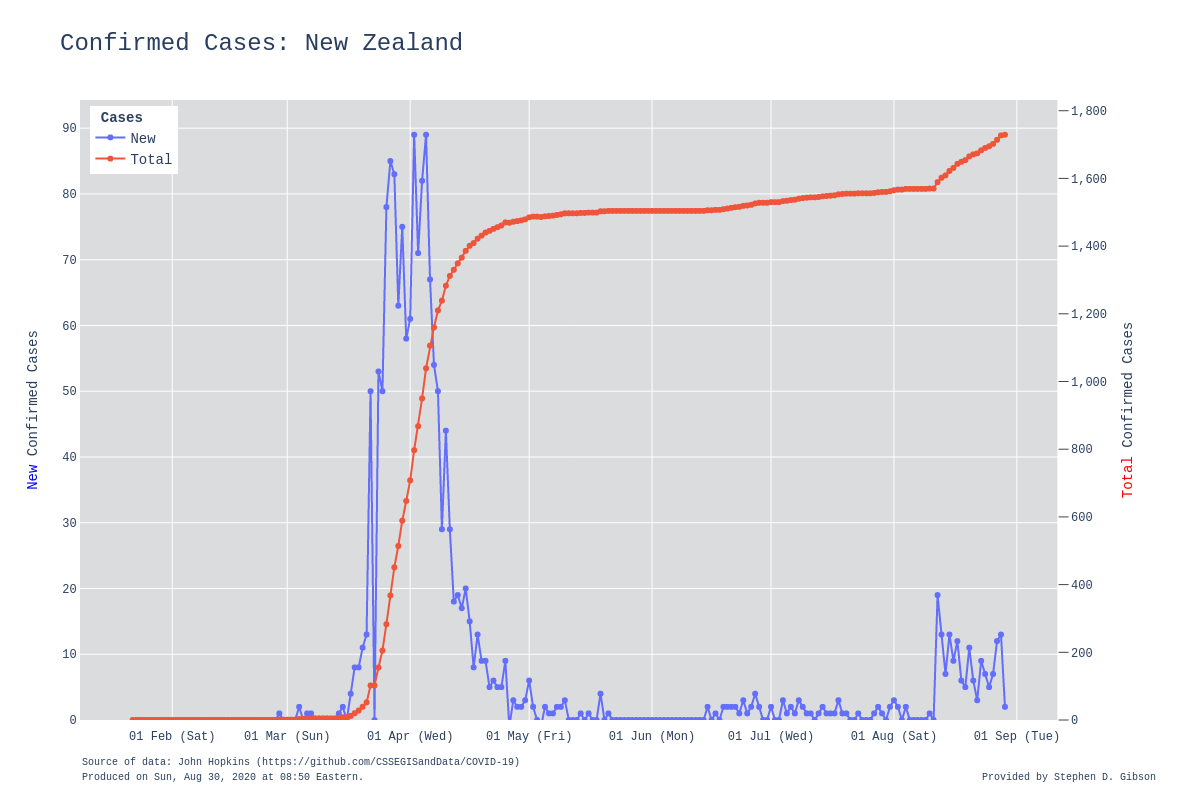 Confirmed Cases: New Zealand
Cases
New
Total
90
80
70
60
50
40
30
20
10
0
New Confirmed Cases
1,800
1,600
1,400
1,200
1,000
800
600
400
200
0
Total Confirmed Cases
01 Feb (Sat) 01 Mar (Sun) 01 Apr (Wed) 01 May (Fri) 01 Jun (Mon) 01 Jul (Wed) 01 Aug (Sat) 01 Sep (Tue)
Source of data: John Hopkins (https://github.com/CSSEGISandData/COVID-19)
Produced on Sun, Aug 30, 2020 at 08:50 Eastern.
Provided by Stephen D. Gibson